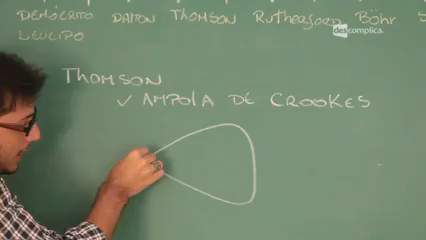 DEMÓCRITO DALTON THOMSON RUTHERFORD BÖHR
LEUCIPO
descomplica.
THOMSON
✓ AMPOLA DE CROOKES